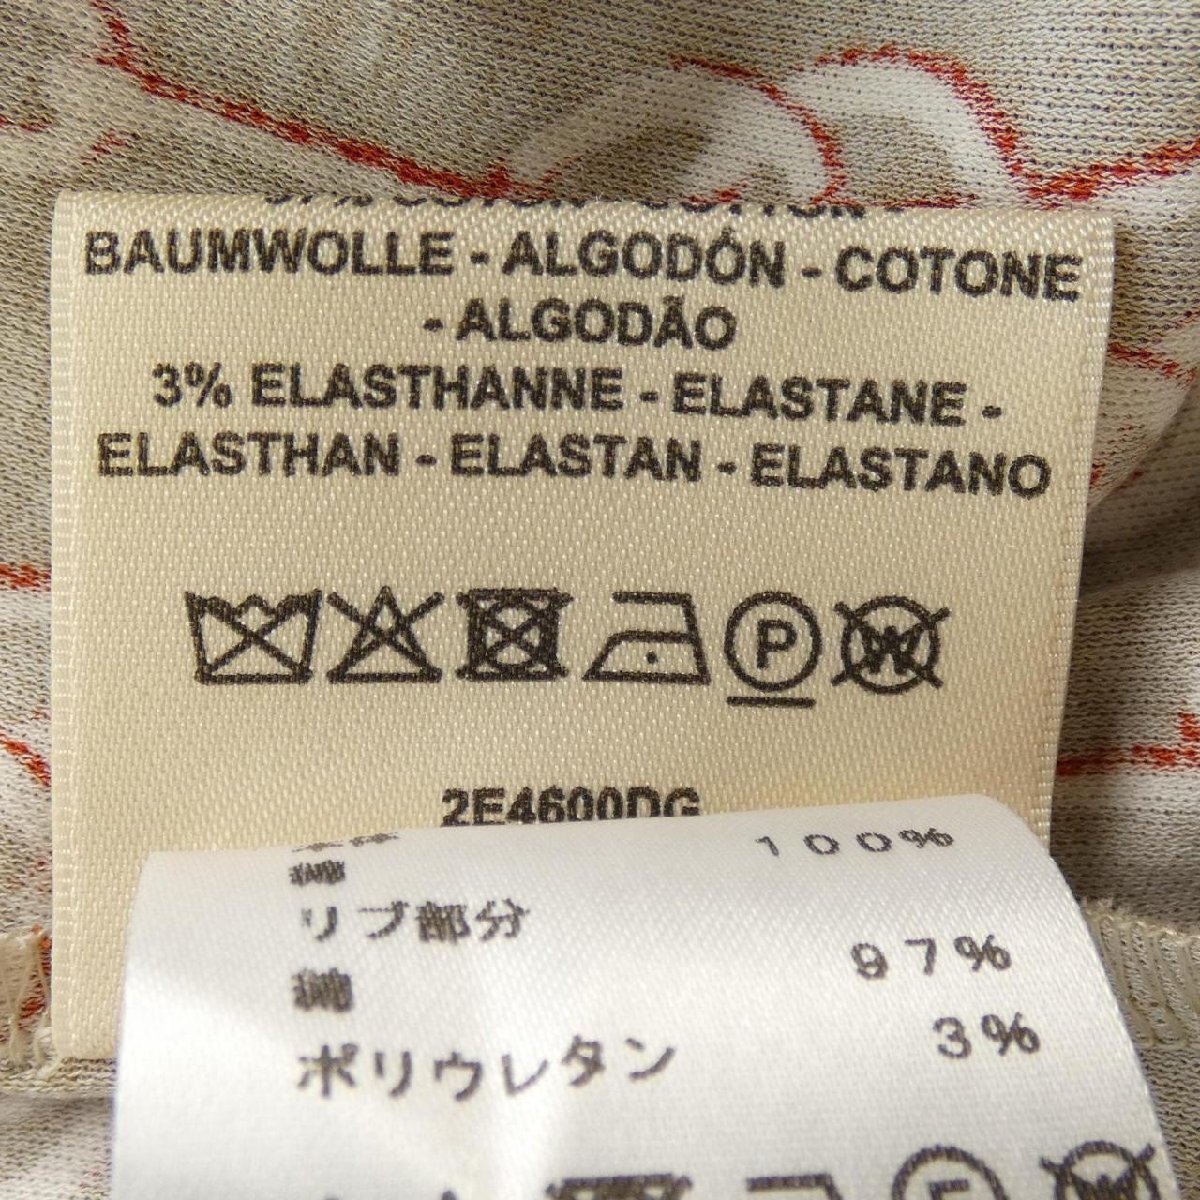 BAUMWOLLE - ALGODÓN - COTONE
- ALGODÃO
3% ELASTHANNE - ELASTANE -
ELASTHAN - ELASTAN - ELASTANO
P
W
2E4600DG
綿 100%
リブ部分
綿 97%
ポリウレタン 3%